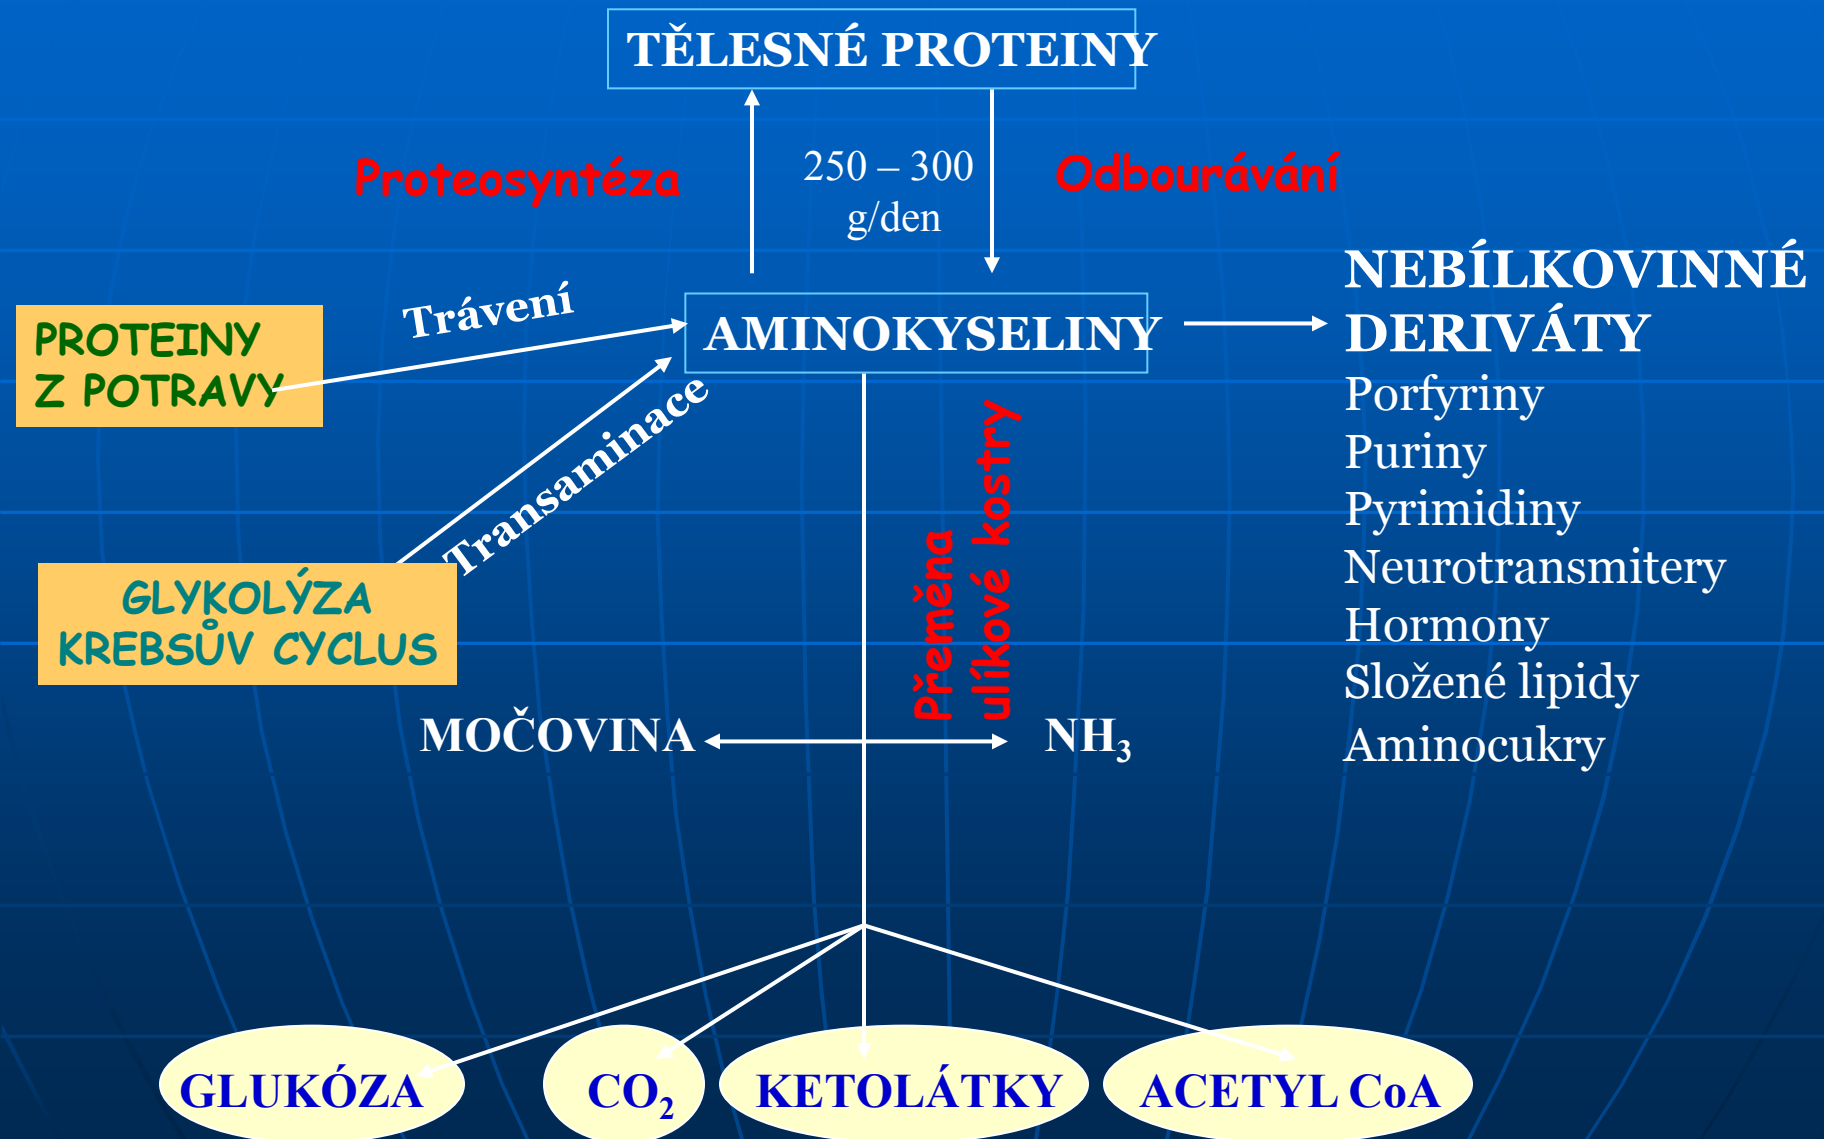 TĚLESNÉ PROTEINY
Proteosyntéza
250 – 300
g/den
Odbourávání
NEBÍLKOVINNÉ
DERIVÁTY
Porfyriny
Puriny
Pyrimidiny
Neurotransmitery
Hormony
Složené lipidy
Aminocukry
Trávení
AMINOKYSELINY
PROTEINY
Z POTRAVY
Transaminace
GLYKOLÝZA
KREBSŮV CYCLUS
Přeměna
ulíkové kostry
MOČOVINA
NH₃
GLUKÓZA
CO₂
KETOLÁTKY
ACETYL CoA